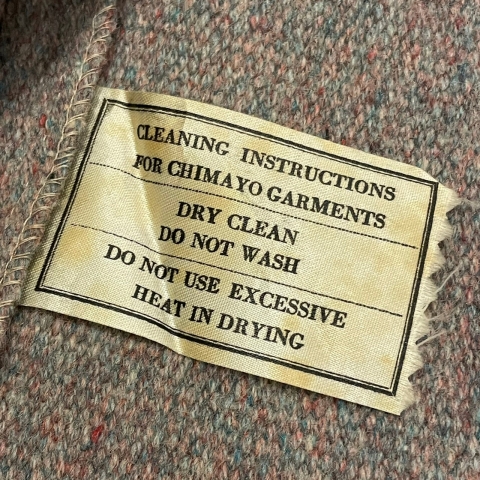 CLEANING INSTRUCTIONS
FOR CHIMAYO GARMENTS
DRY CLEAN
DO NOT WASH
DO NOT USE EXCESSIVE
HEAT IN DRYING